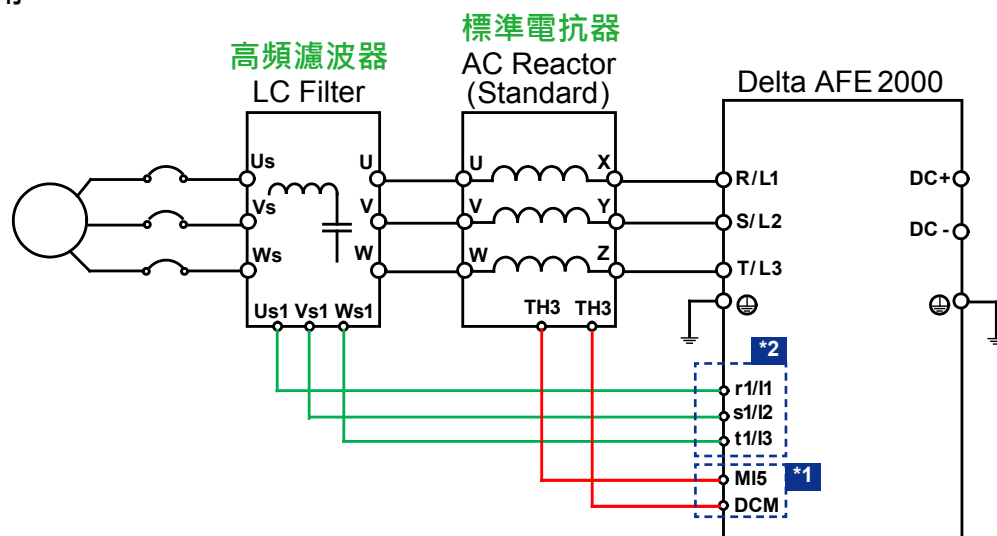 標準電抗器
高頻濾波器
AC Reactor
(Standard)
LC Filter
Delta AFE 2000
Us
U
U
X
R/L1
DC+
Vs
V
V
Y
S/L2
DC -
Ws
W
W
Z
T/L3
Us1 Vs1 Ws1
TH3 TH3
*2
r1/l1
s1/l2
t1/l3
*1
MI5
DCM